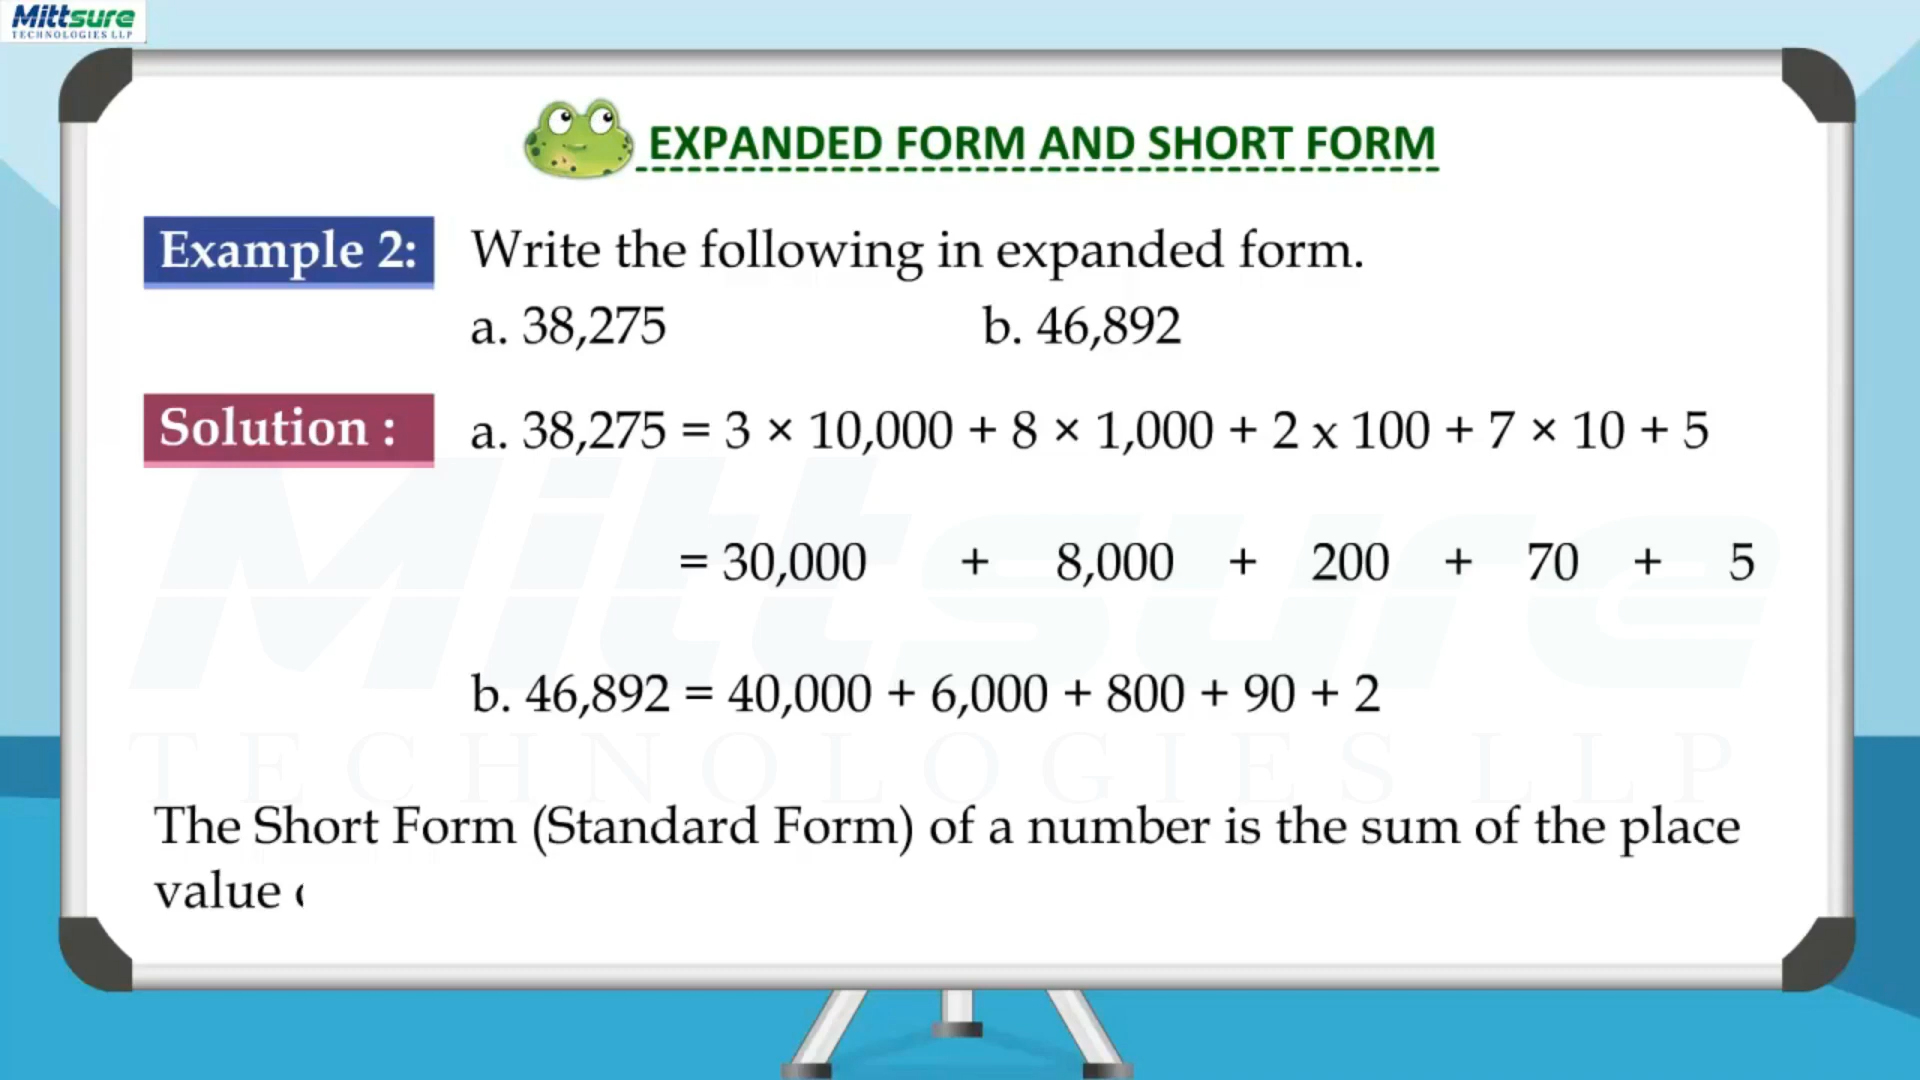 Mittsure
TECHNOLOGIES LLP
EXPANDED FORM AND SHORT FORM
Example 2: Write the following in expanded form.
a. 38,275 b. 46,892
Solution : a. 38,275 = 3 × 10,000 + 8 × 1,000 + 2 x 100 + 7 × 10 + 5
= 30,000 + 8,000 + 200 + 70 + 5
b. 46,892 = 40,000 + 6,000 + 800 + 90 + 2
The Short Form (Standard Form) of a number is the sum of the place
value
Mittsure
TECHNOLOGIES LLP